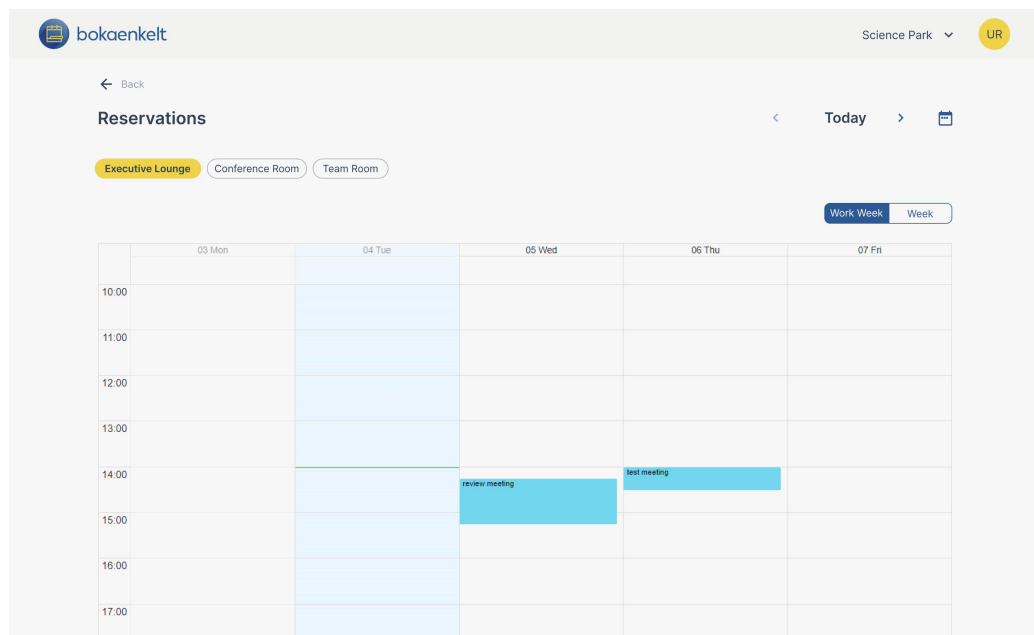 bokaenkelt
Science Park
UR
Back
Reservations
Today
Executive Lounge
Conference Room
Team Room
Work Week
Week
03 Mon
04 Tue
05 Wed
06 Thu
07 Fri
10:00
11:00
12:00
13:00
14:00
test meeting
review meeting
15:00
16:00
17:00